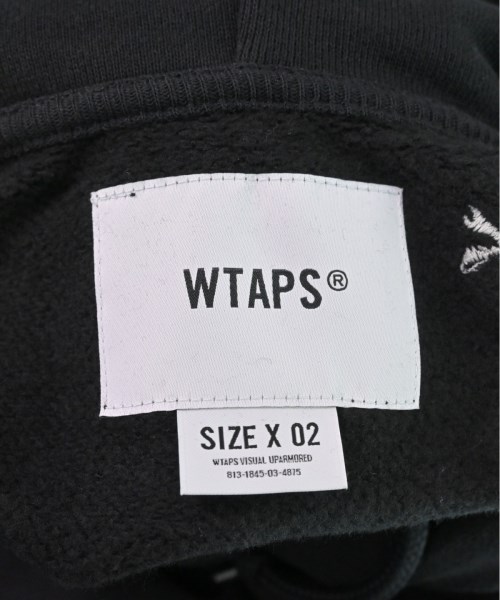 WTAPS®
SIZE X 02
WTAPS VISUAL UPARMORED
813-1845-03-4875